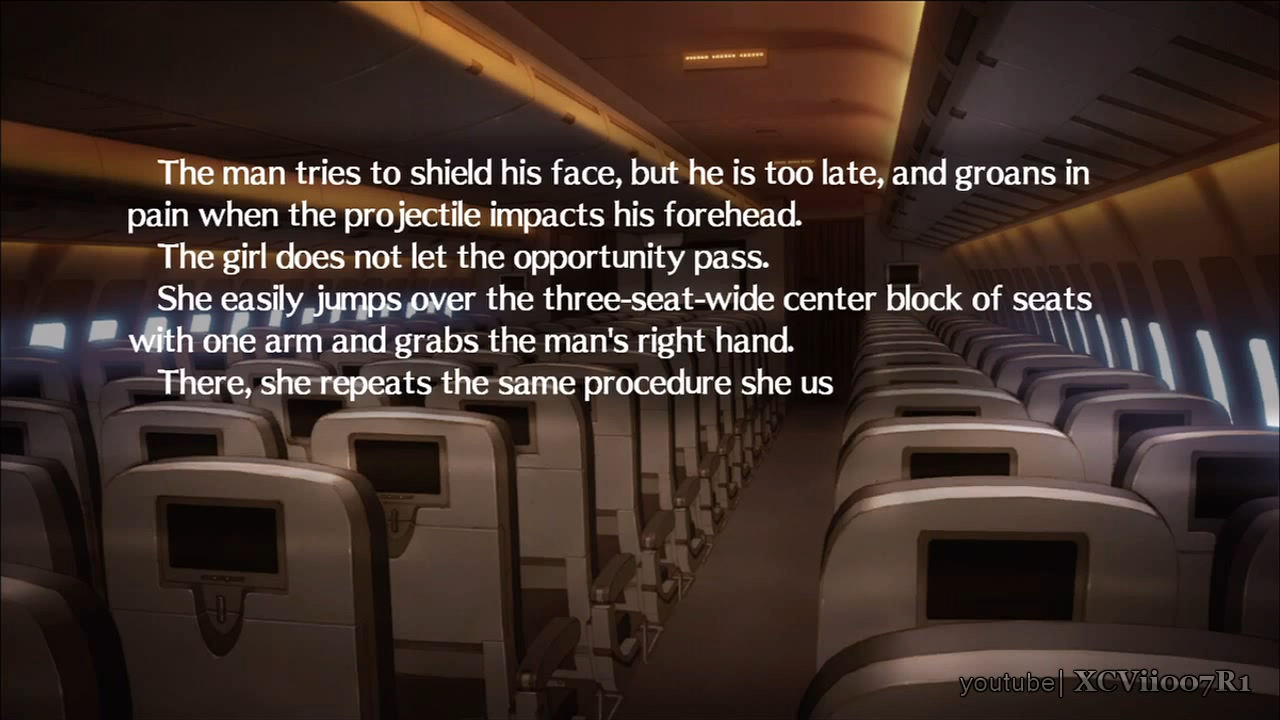 The man tries to shield his face, but he is too late, and groans in
pain when the projectile impacts his forehead.
The girl does not let the opportunity pass.
She easily jumps over the three-seat-wide center block of seats
with one arm and grabs the man's right hand.
There, she repeats the same procedure she us
youtube| XCViii007R1